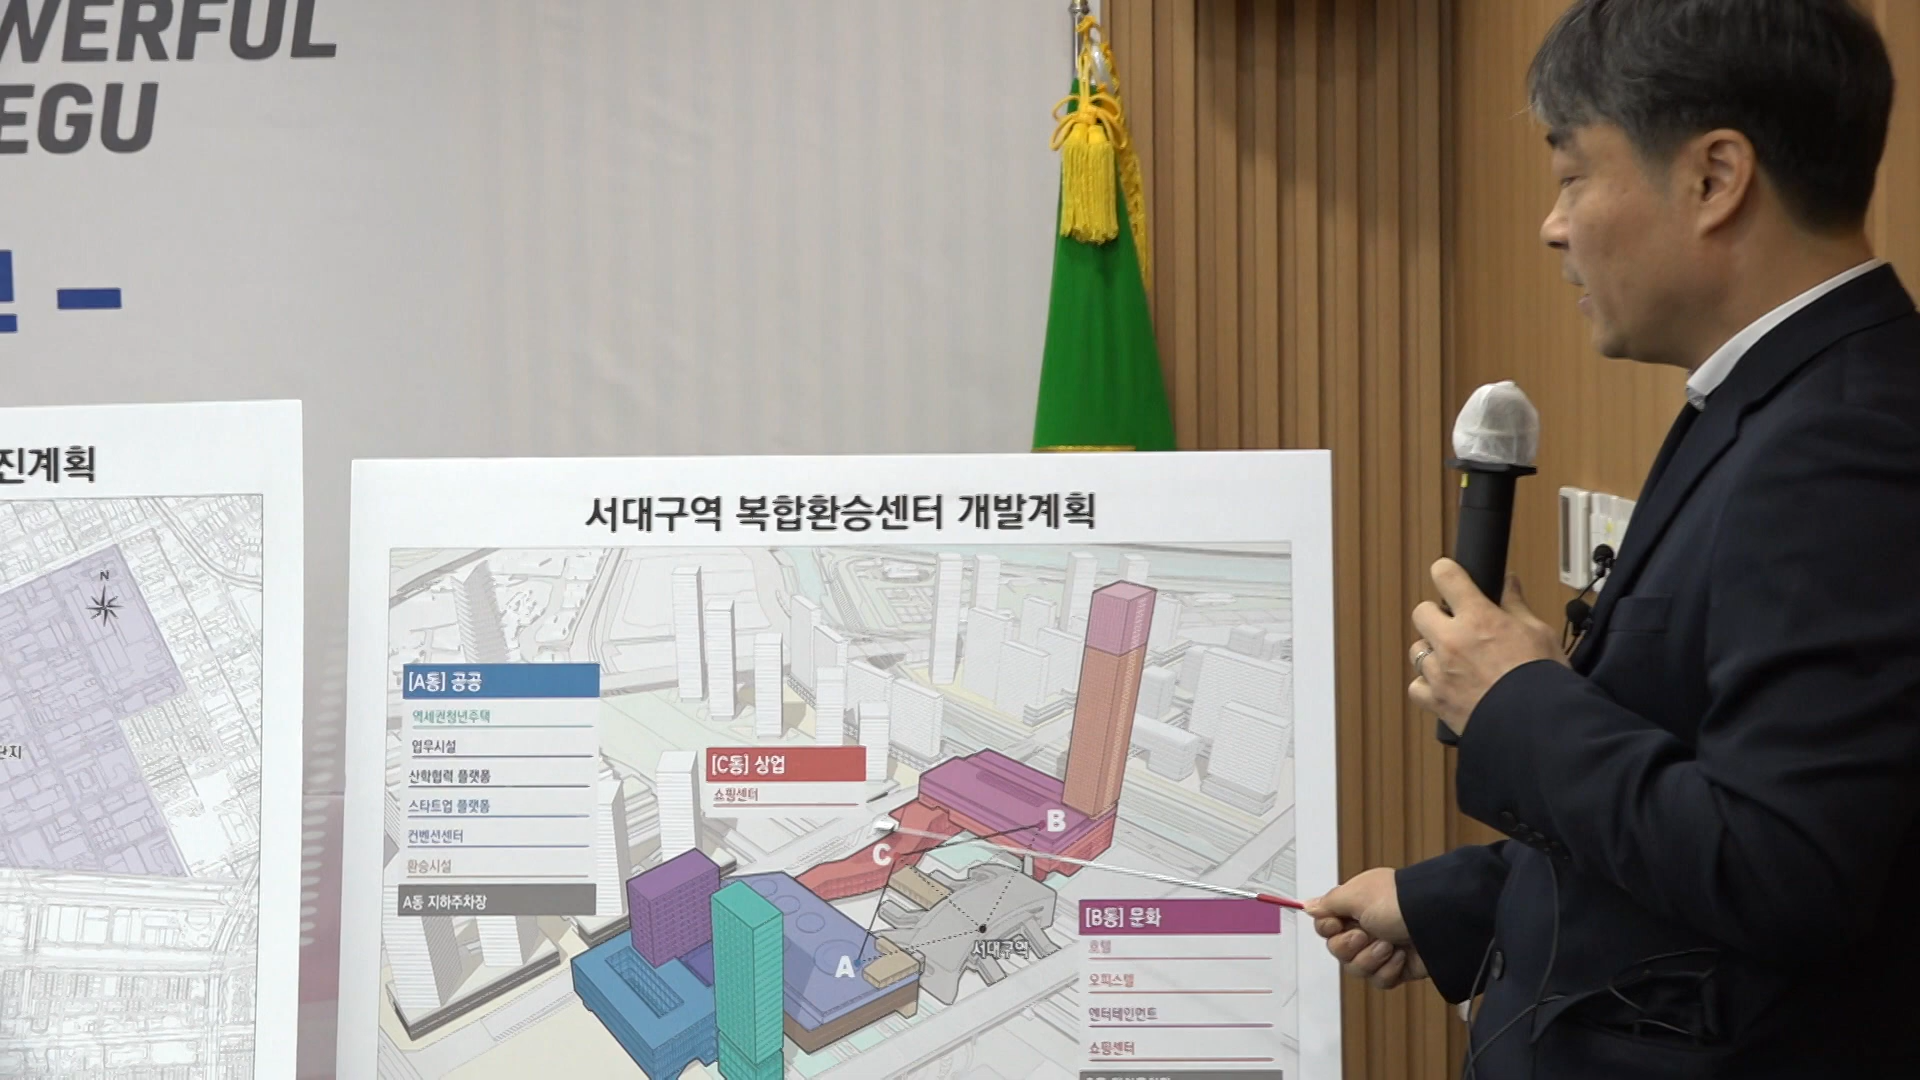 WERFUL
EGU
진계획
N
단지
서대구역 복합환승센터 개발계획
[A동] 공공
역세권청년주택
업무시설
산학협력 플랫폼
스타트업 플랫폼
컨벤션센터
환승시설
A동 지하주차장
[C동] 상업
쇼핑센터
B
C
A
서대구역
[B동] 문화
호텔
오피스텔
엔터테인먼트
쇼핑센터